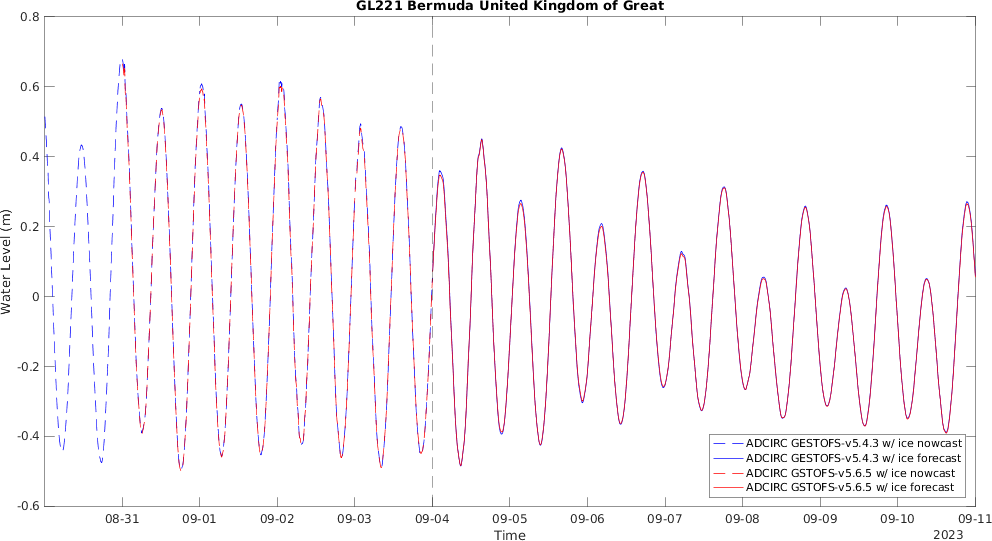 GL221 Bermuda United Kingdom of Great
0.8
0.6
0.4
0.2
0
-0.2
-0.4
-0.6
Water Level (m)
08-31 09-01 09-02 09-03 09-04 09-05 09-06 09-07 09-08 09-09 09-10 09-11
Time
2023
ADCIRC GESTOFS-v5.4.3 w/ ice nowcast
ADCIRC GESTOFS-v5.4.3 w/ ice forecast
ADCIRC GSTOFS-v5.6.5 w/ ice nowcast
ADCIRC GSTOFS-v5.6.5 w/ ice forecast